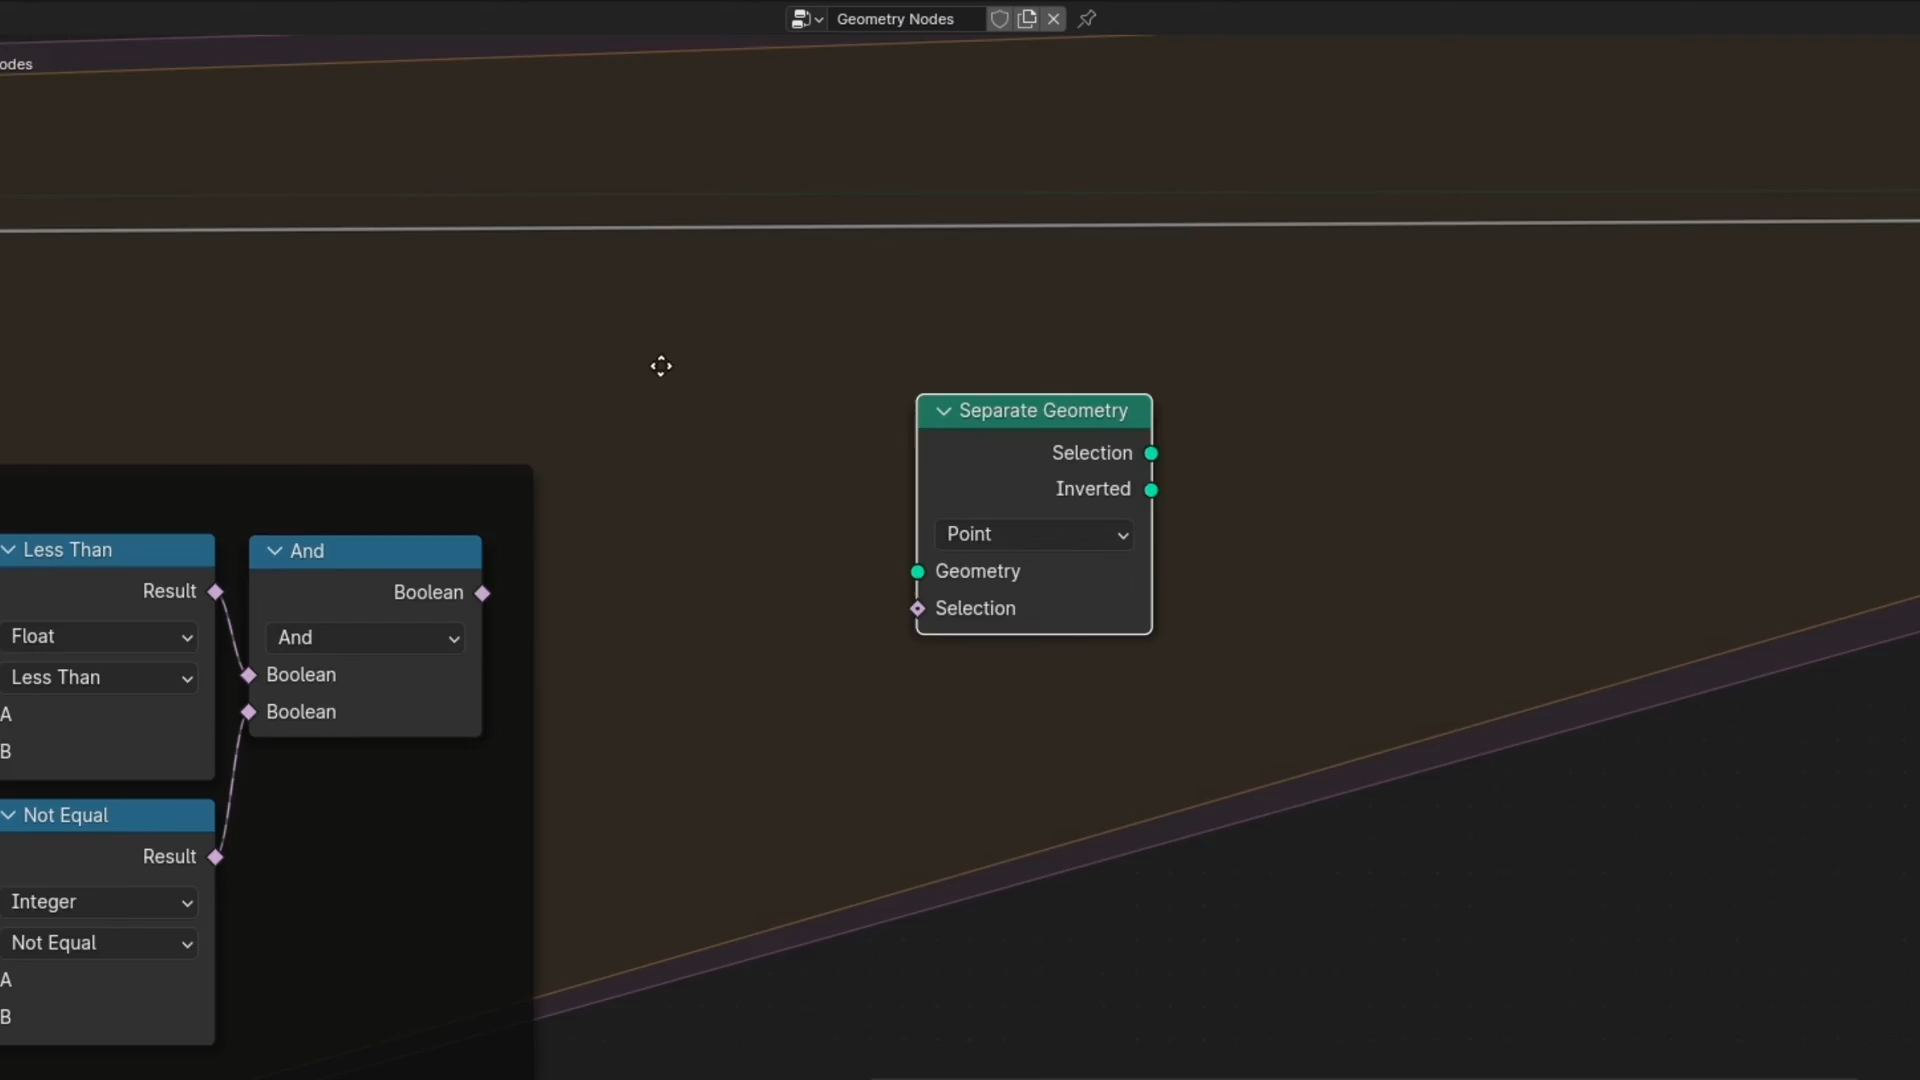 Geometry Nodes
odes
Separate Geometry
Selection
Inverted
Point
Geometry
Selection
Less Than
Result
Float
Less Than
A
B
And
Boolean
And
Boolean
Boolean
Not Equal
Result
Integer
Not Equal
A
B